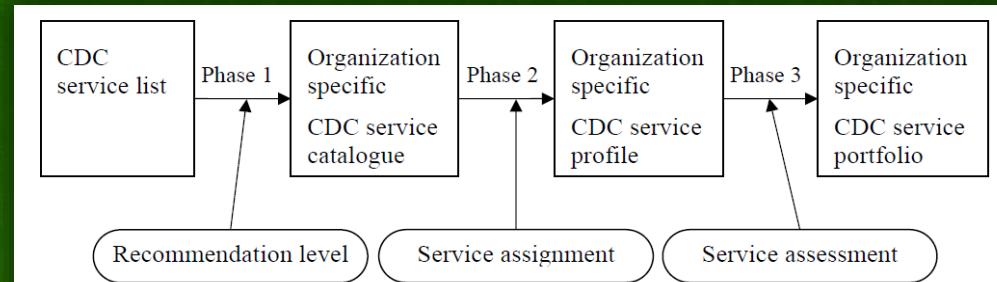 CDC
service list
Phase 1
Organization
specific
CDC service
catalogue
Phase 2
Organization
specific
CDC service
profile
Phase 3
Organization
specific
CDC service
portfolio
Recommendation level
Service assignment
Service assessment